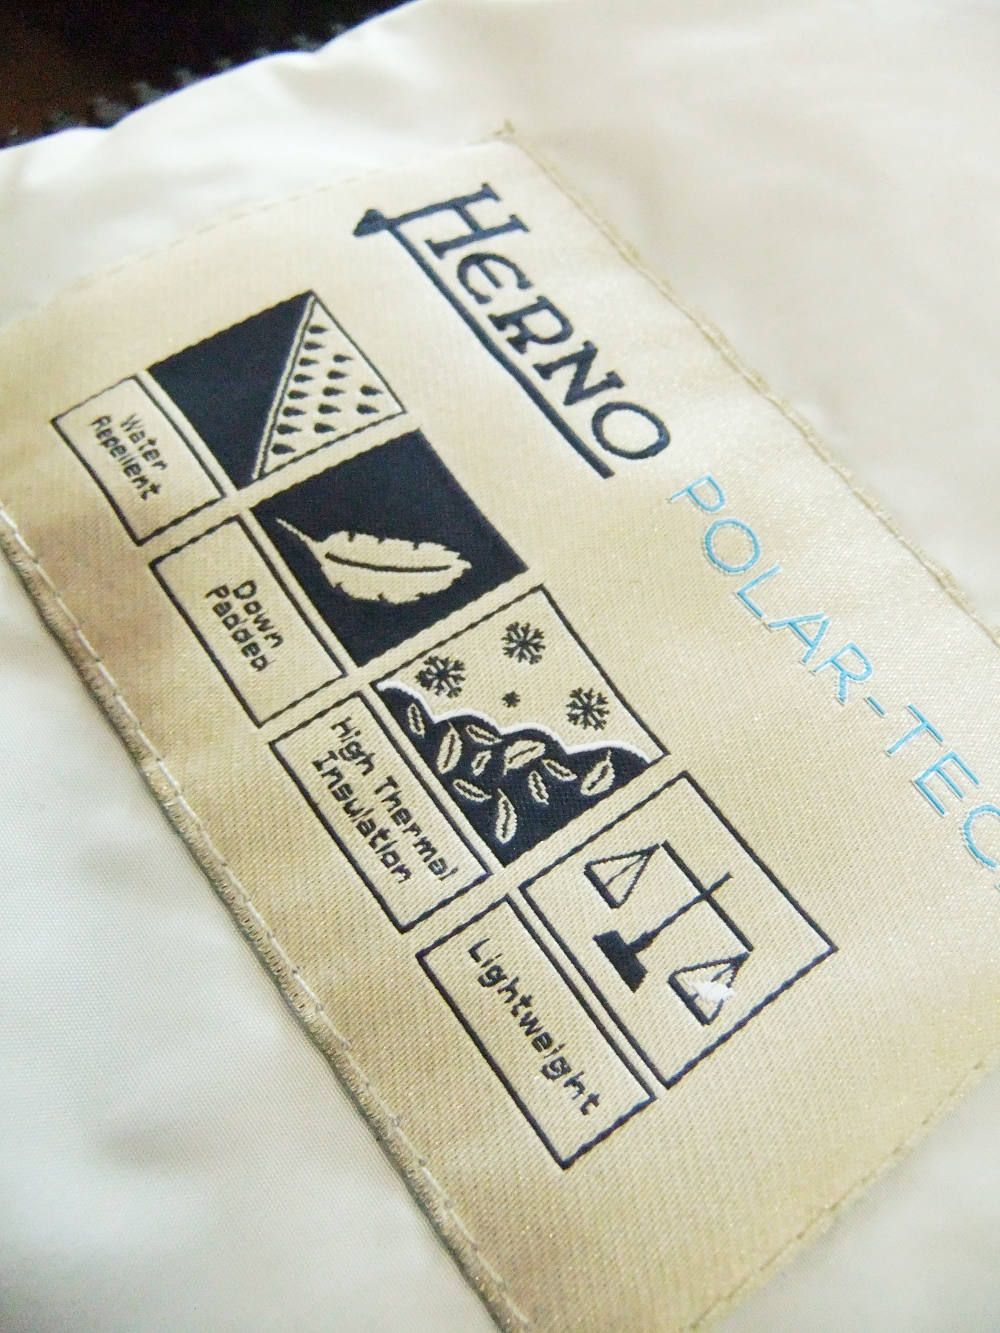 HERNO
POLAR-TEC
Water
Repellent
Down
Padded
High Thermal
Insulation
Lightweight